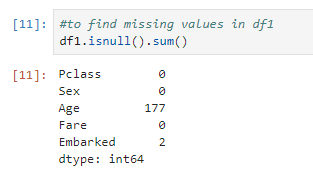 [11]: #to find missing values in df1
df1.isnull().sum()
[11]: Pclass 0
Sex 0
Age 177
Fare 0
Embarked 2
dtype: int64